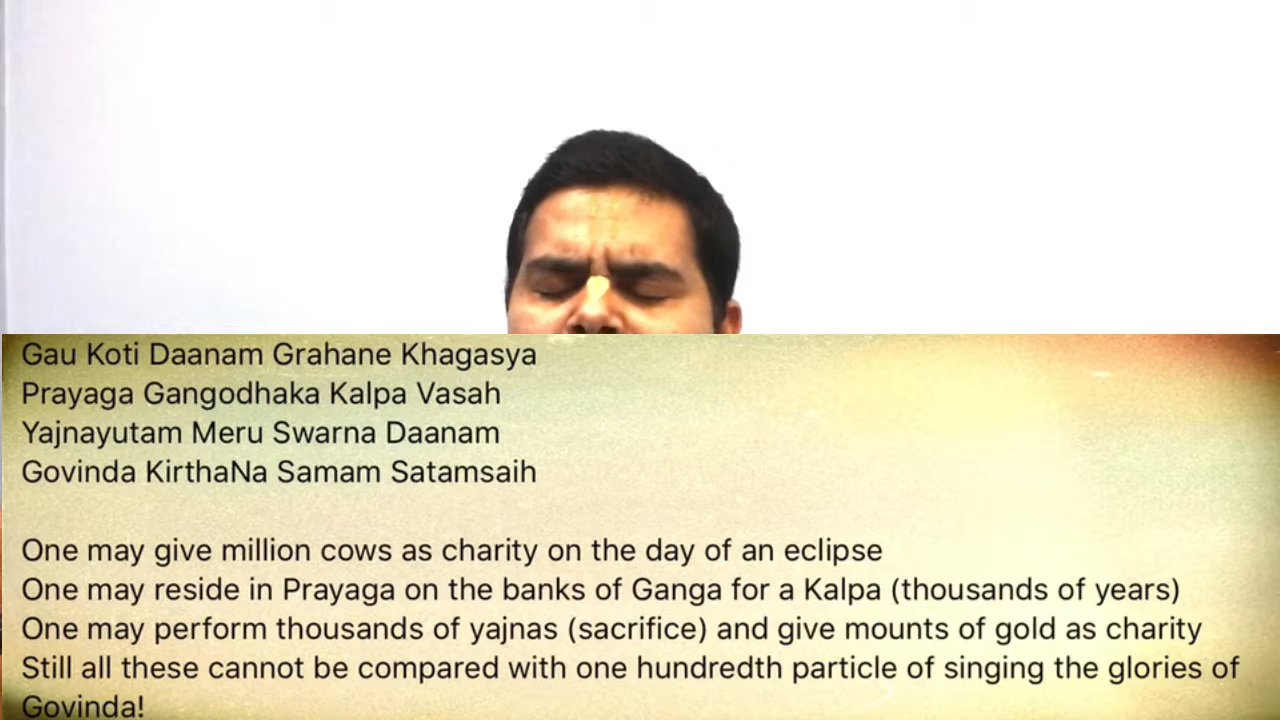 Gau Koti Daanam Grahane Khagasya
Prayaga Gangodhaka Kalpa Vasah
Yajnayutam Meru Swarna Daanam
Govinda KirthaNa Samam Satamsaih
One may give million cows as charity on the day of an eclipse
One may reside in Prayaga on the banks of Ganga for a Kalpa (thousands of years)
One may perform thousands of yajnas (sacrifice) and give mounts of gold as charity
Still all these cannot be compared with one hundredth particle of singing the glories of
Govinda!